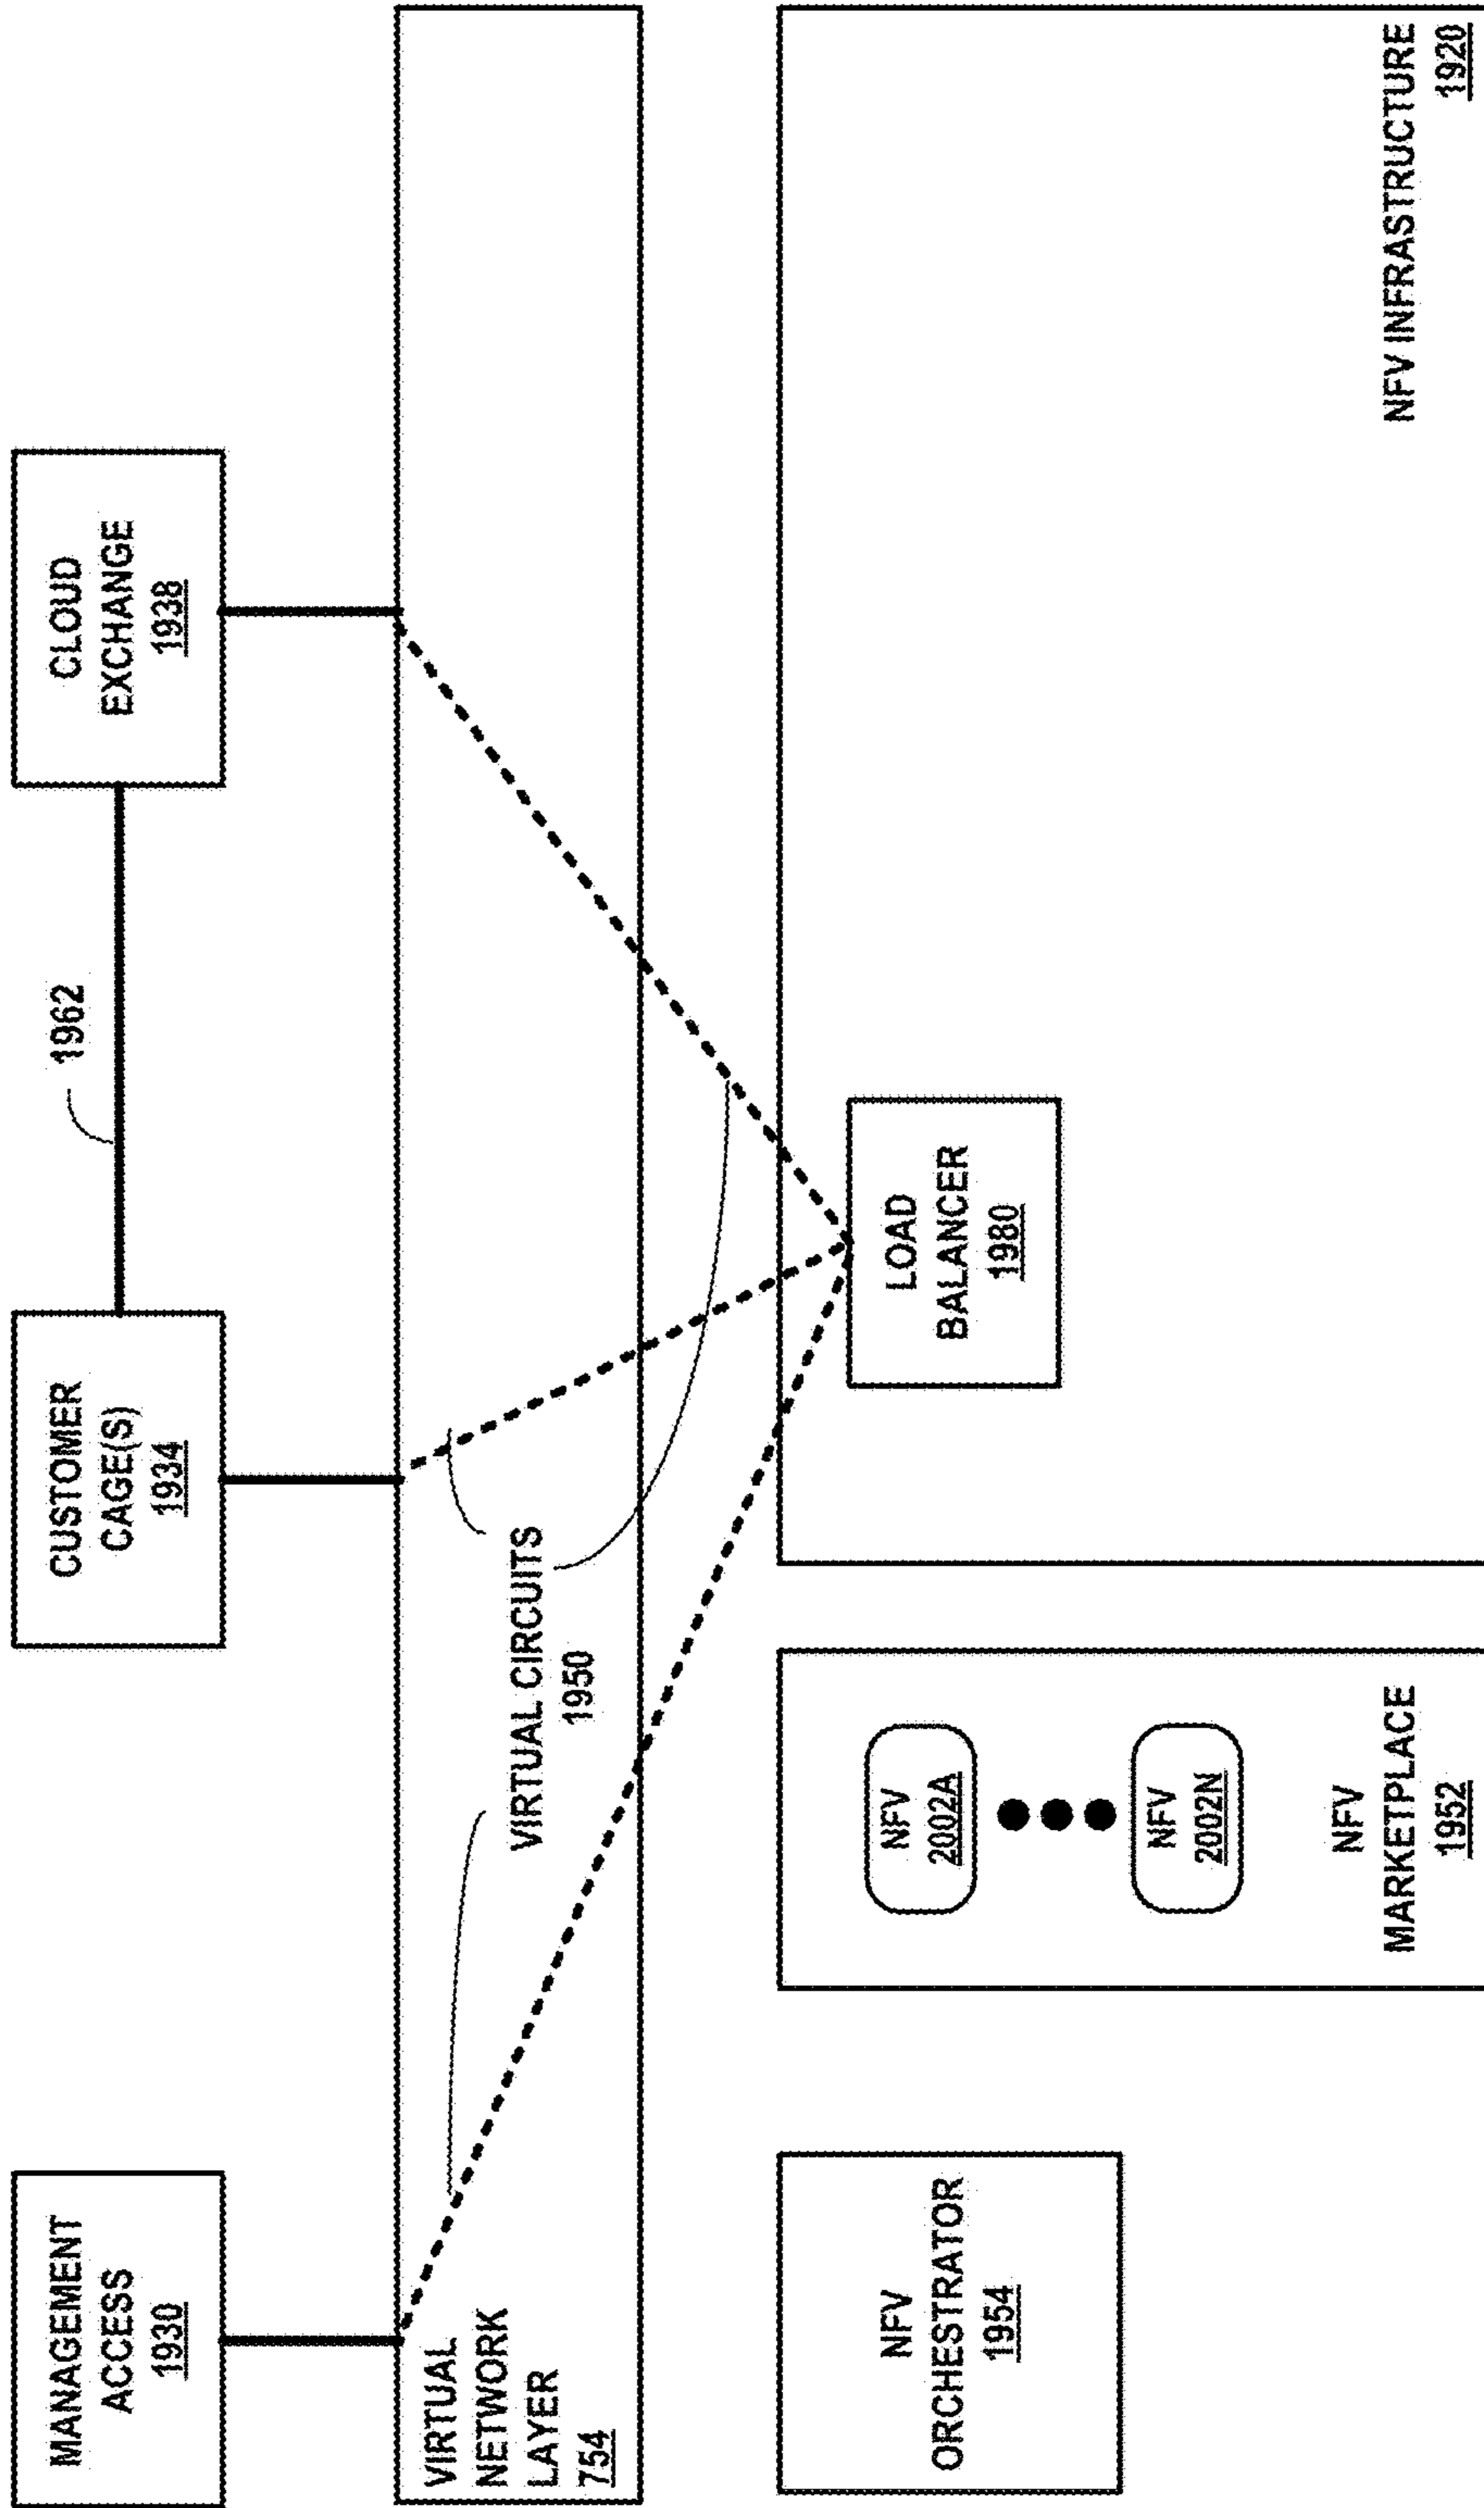 MANAGEMENT
ACCESS
1930
CUSTOMER
CAGE(S)
1934
1962
CLOUD
EXCHANGE
1938
VIRTUAL
NETWORK
LAYER
754
VIRTUAL CIRCUITS
1950
NFV
ORCHESTRATOR
1954
NFV
2002A
NFV
2002N
NFV
MARKETPLACE
1952
LOAD
BALANCER
1980
NFV INFRASTRUCTURE
1920